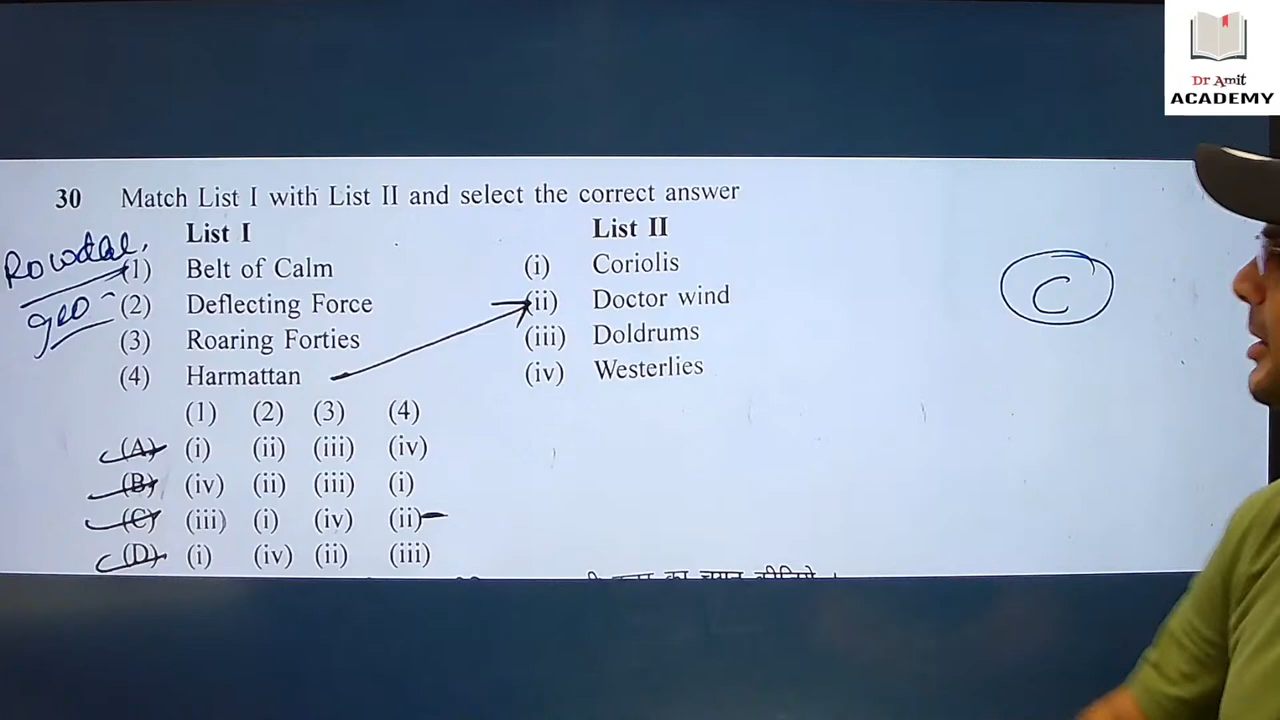 Dr Amit
ACADEMY
30 Match List I with List II and select the correct answer
List I List II
(1) Belt of Calm (i) Coriolis
(2) Deflecting Force (ii) Doctor wind
(3) Roaring Forties (iii) Doldrums
(4) Harmattan (iv) Westerlies
geo
C
(1) (2) (3) (4)
(A) (i) (ii) (iii) (iv)
(B) (iv) (ii) (iii) (i)
(C) (iii) (i) (iv) (ii)
(D) (i) (iv) (ii) (iii)
का चयन कीजिये ।